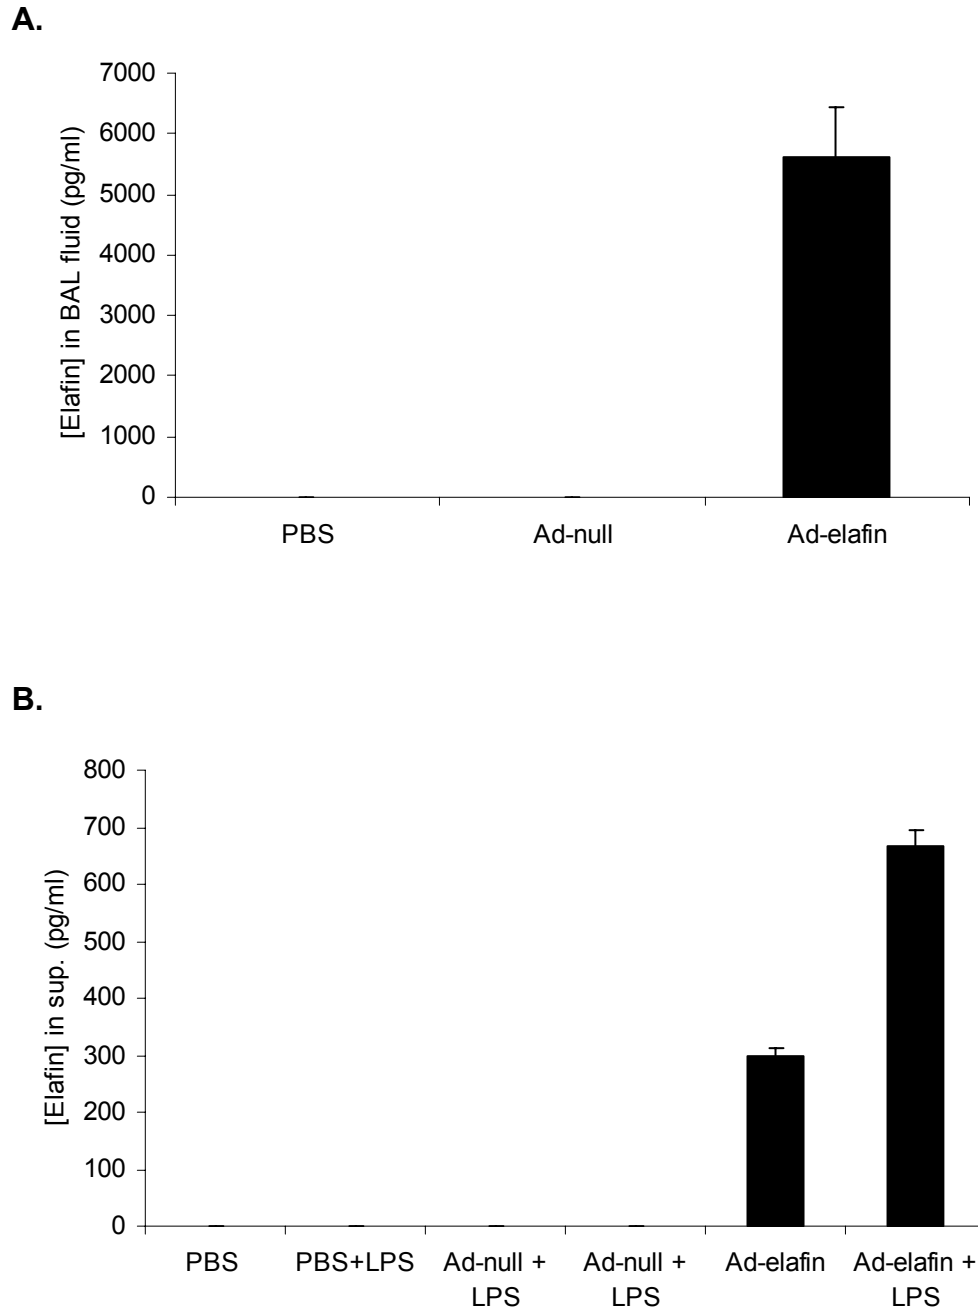 A.
7000
6000
5000
4000
3000
2000
1000
0
[Elafin] in BAL fluid (pg/ml)
PBS Ad-null Ad-elafin
B.
800
700
600
500
400
300
200
100
0
[Elafin] in sup. (pg/ml)
PBS PBS+LPS Ad-null + Ad-null + Ad-elafin Ad-elafin +
LPS LPS LPS